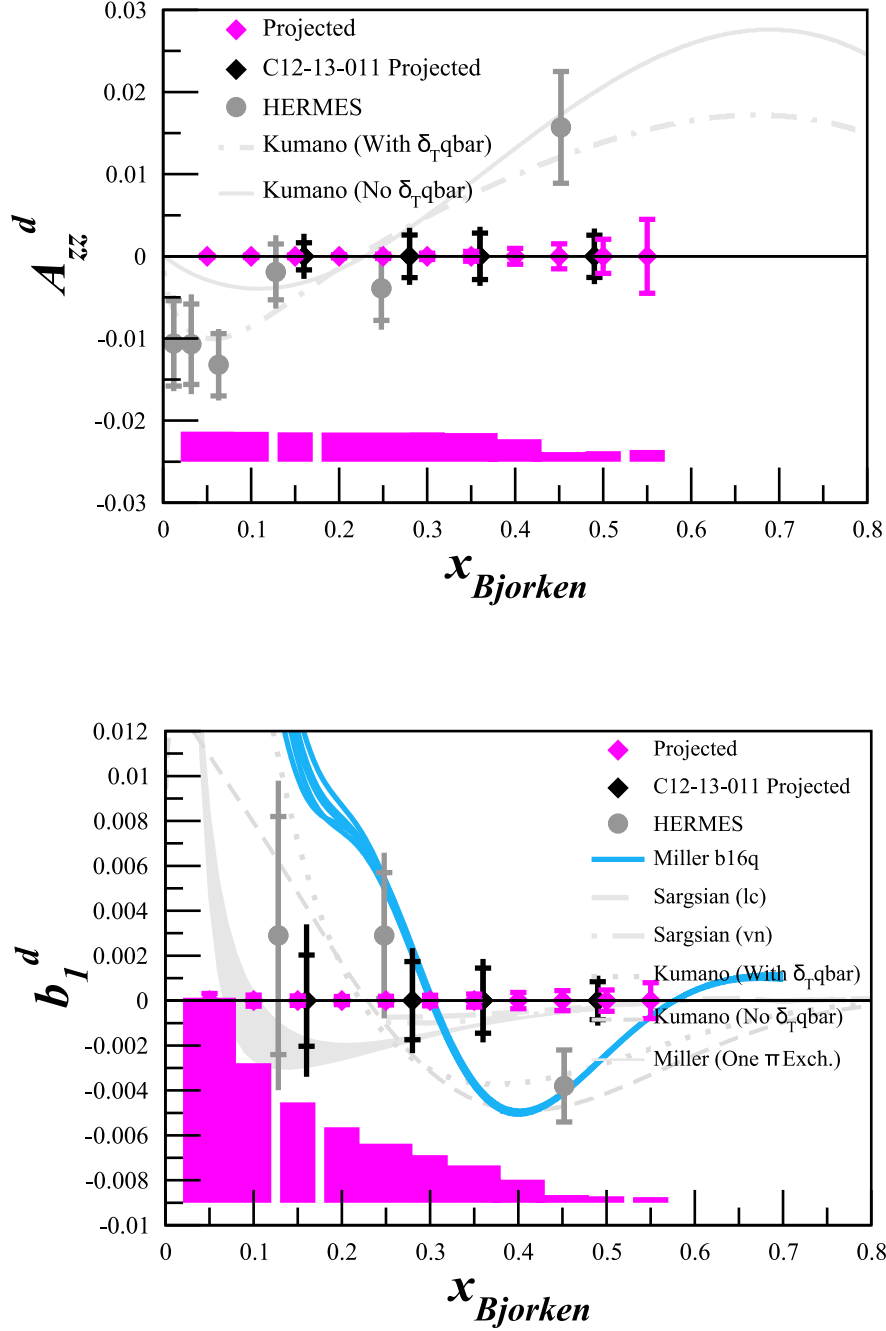 Projected
C12-13-011 Projected
HERMES
Kumano (With δTqbar)
Kumano (No δTqbar)
0.03
0.02
0.01
0
-0.01
-0.02
-0.03
Azz d
0 0.1 0.2 0.3 0.4 0.5 0.6 0.7 0.8
xBjorken
Projected
C12-13-011 Projected
HERMES
Miller b16q
Sargsian (lc)
Sargsian (vn)
Kumano (With δTqbar)
Kumano (No δTqbar)
Miller (One π Exch.)
0.012
0.01
0.008
0.006
0.004
0.002
0
-0.002
-0.004
-0.006
-0.008
-0.01
b1 d
0 0.1 0.2 0.3 0.4 0.5 0.6 0.7 0.8
xBjorken